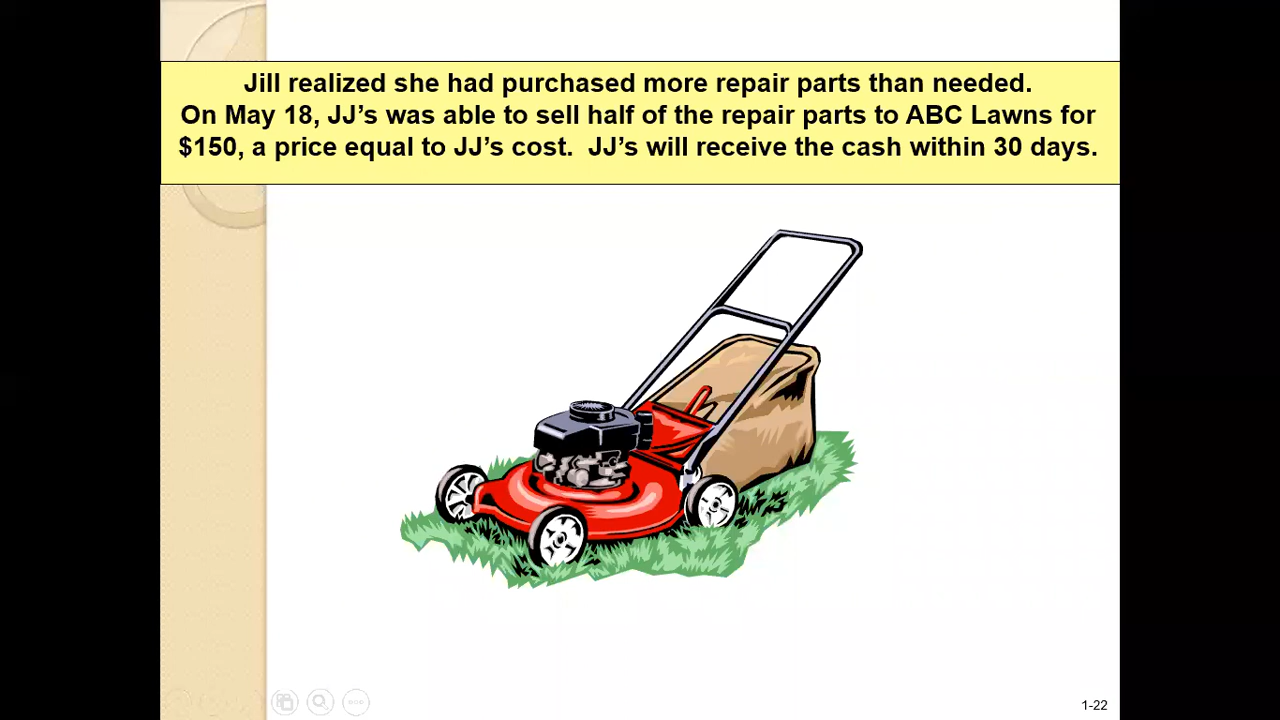 Jill realized she had purchased more repair parts than needed.
On May 18, JJ’s was able to sell half of the repair parts to ABC Lawns for
$150, a price equal to JJ’s cost.  JJ’s will receive the cash within 30 days.
1-22